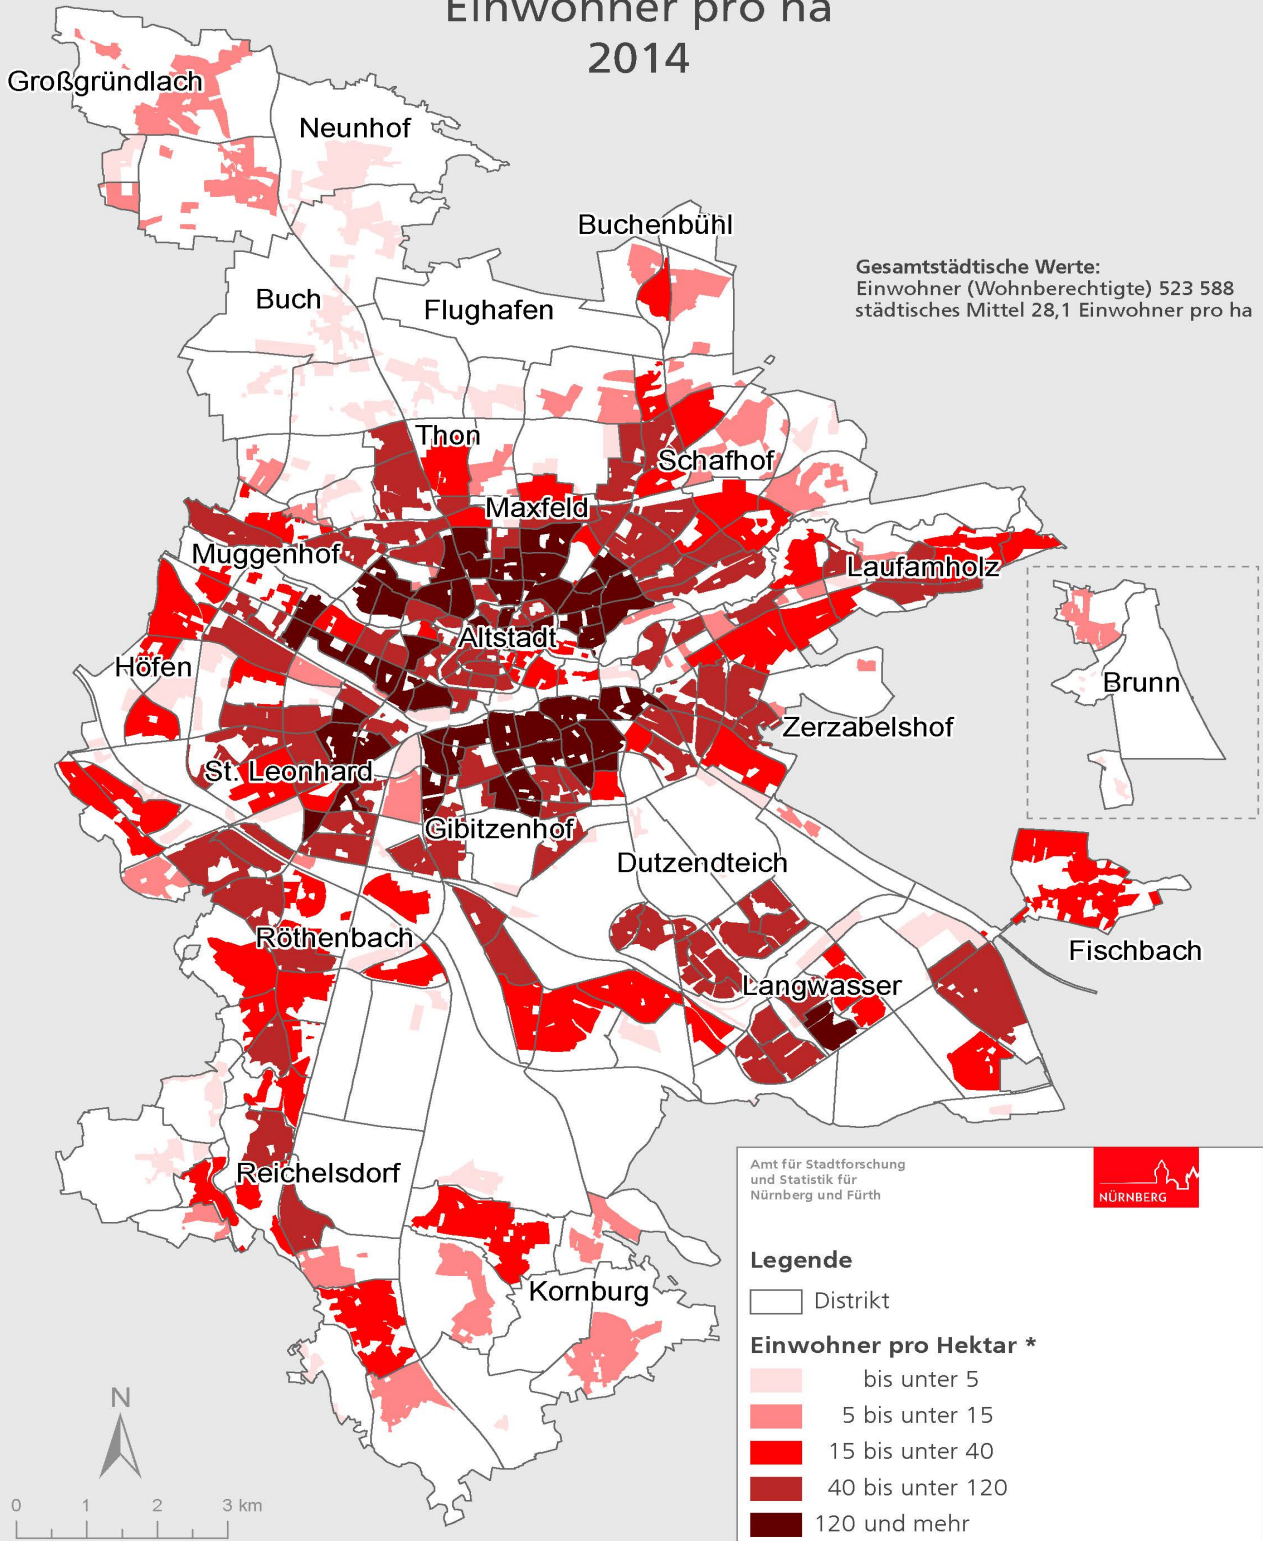 Einwohner pro ha
2014
Großgründlach
Neunhof
Buchenbühl
Gesamtstädtische Werte:
Einwohner (Wohnberechtigte) 523 588
städtisches Mittel 28,1 Einwohner pro ha
Buch
Flughafen
Thon
Schafhof
Maxfeld
Muggenhof
Laufamholz
Altstadt
Höfen
Brunn
Zerzabelshof
St. Leonhard
Gibitzenhof
Dutzendteich
Röthenbach
Fischbach
Langwasser
Reichelsdorf
Kornburg
Amt für Stadtforschung
und Statistik für
Nürnberg und Fürth
NÜRNBERG
Legende
Distrikt
Einwohner pro Hektar *
bis unter 5
5 bis unter 15
15 bis unter 40
40 bis unter 120
120 und mehr
N
0 1 2 3 km